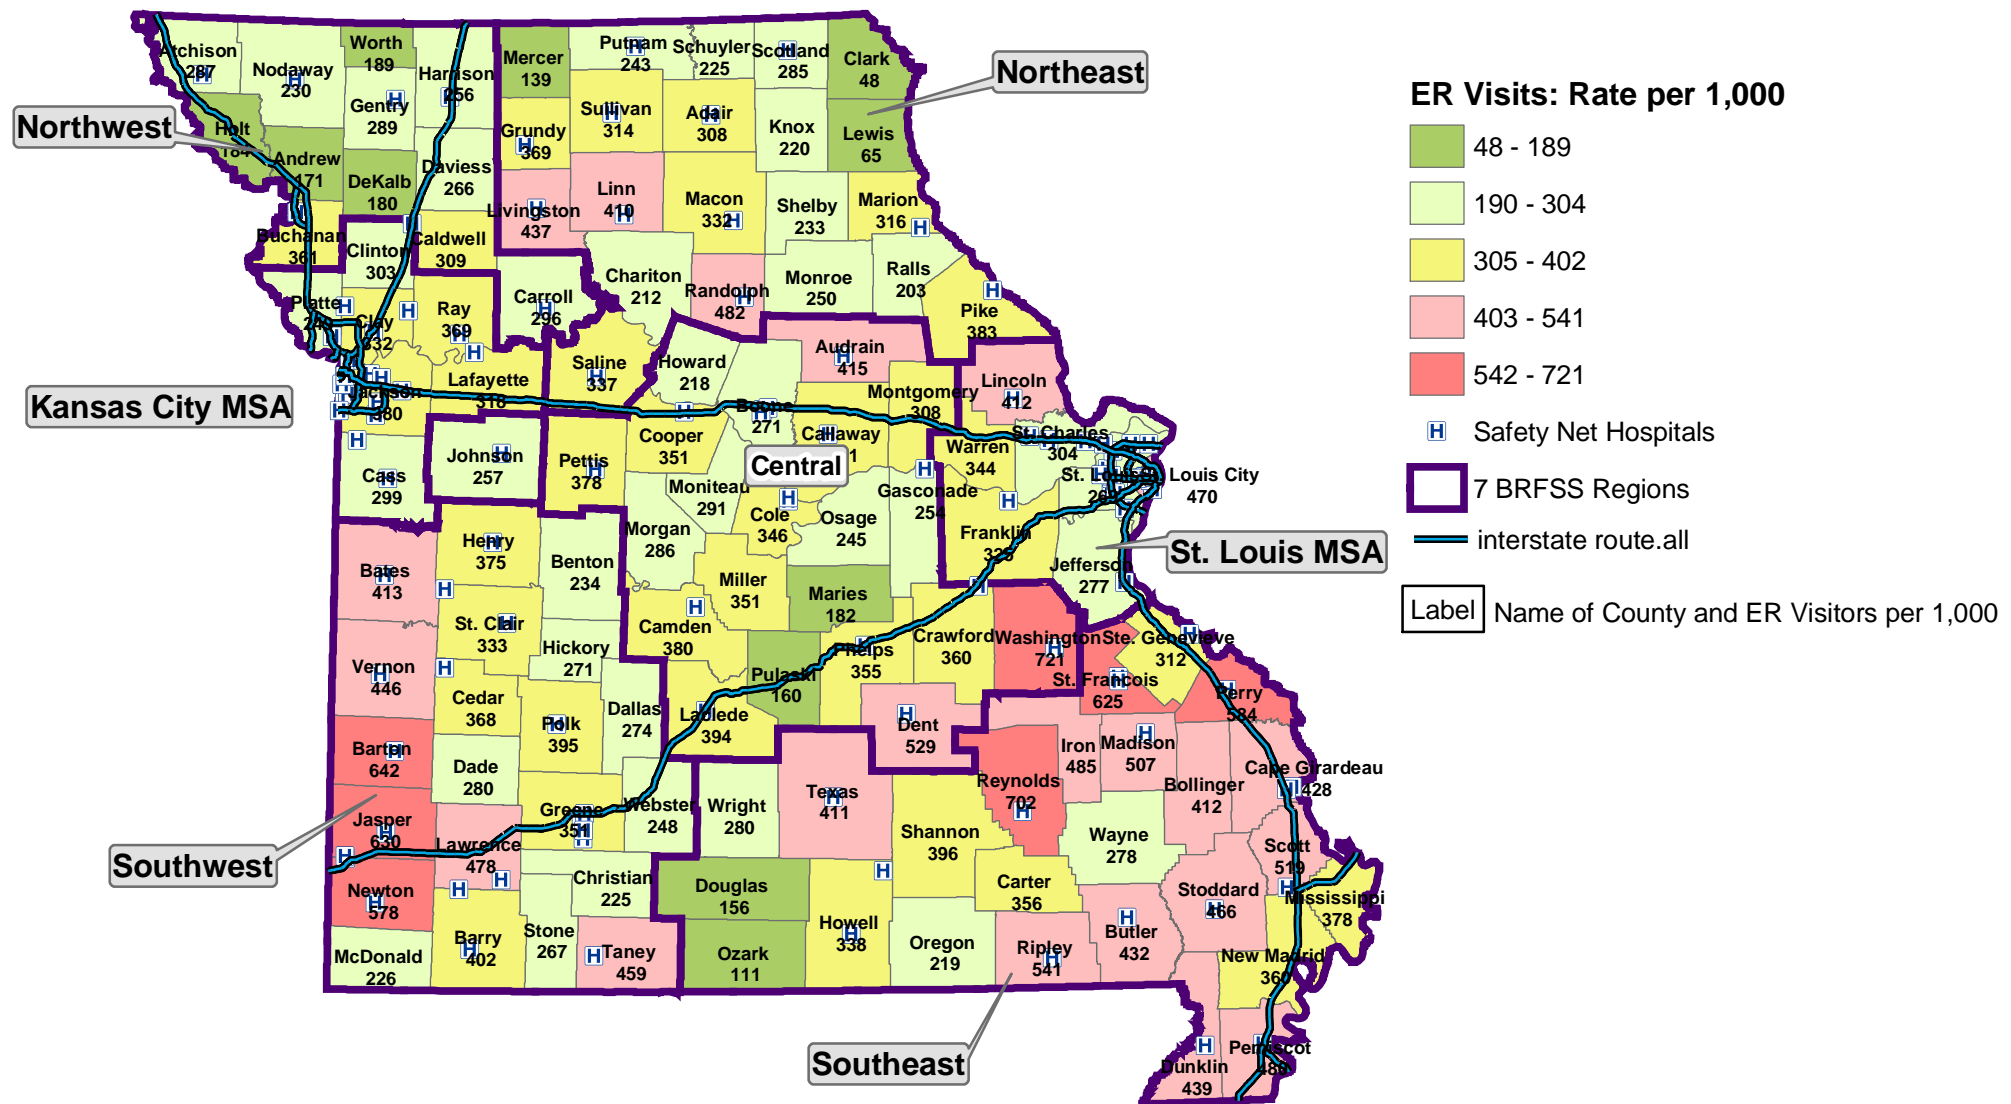 Atchison
287
Nodaway
230
Worth
189
Harrison
256
Mercer
139
Putnam
243
Schuyler
225
Scotland
285
Clark
48
Northeast
Gentry
289
Sullivan
314
Adair
308
Knox
220
Lewis
65
Northwest
Holt
184
Andrew
171
DeKalb
180
Daviess
266
Grundy
369
Livingston
437
Linn
410
Macon
332
Shelby
233
Marion
316
Buchanan
361
Clinton
303
Caldwell
309
Chariton
212
Randolph
482
Monroe
250
Ralls
203
Pike
383
Platte
Clay
332
Ray
369
Carroll
296
Kansas City MSA
Jackson
380
Lafayette
318
Saline
337
Howard
218
Audrain
415
Montgomery
308
Lincoln
412
Boone
271
Callaway
Cooper
351
Central
Warren
344
St. Charles
304
St. Louis
St. Louis City
470
Cass
299
Johnson
257
Pettis
378
Moniteau
291
Cole
346
Osage
245
Gasconade
254
Franklin
Jefferson
277
St. Louis MSA
Morgan
286
Bates
413
Henry
375
Benton
234
Miller
351
Maries
182
St. Clair
333
Hickory
271
Camden
380
Pulaski
160
Phelps
355
Crawford
360
Washington
721
Ste. Genevieve
312
St. Francois
625
Perry
584
Vernon
446
Cedar
368
Polk
395
Dallas
274
Laclede
394
Dent
529
Iron
485
Madison
507
Bollinger
412
Cape Girardeau
428
Barton
642
Dade
280
Greene
351
Webster
248
Wright
280
Texas
411
Reynolds
702
Shannon
396
Wayne
278
Scott
519
Jasper
630
Lawrence
478
Southwest
Newton
578
Christian
225
Douglas
156
Howell
338
Carter
356
Stoddard
466
Mississippi
378
McDonald
226
Barry
402
Stone
267
Taney
459
Ozark
111
Oregon
219
Ripley
541
Butler
432
New Madrid
360
Southeast
Dunklin
439
Pemiscot
ER Visits: Rate per 1,000
48 - 189
190 - 304
305 - 402
403 - 541
542 - 721
H Safety Net Hospitals
7 BRFSS Regions
interstate route.all
Label Name of County and ER Visitors per 1,000